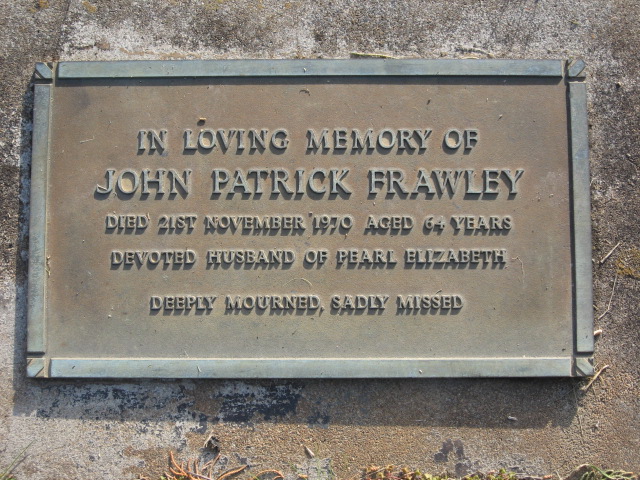 IN LOVING MEMORY OF
JOHN PATRICK FRAWLEY
DIED 21ST NOVEMBER 1970 AGED 64 YEARS
DEVOTED HUSBAND OF PEARL ELIZABETH
DEEPLY MOURNED, SADLY MISSED